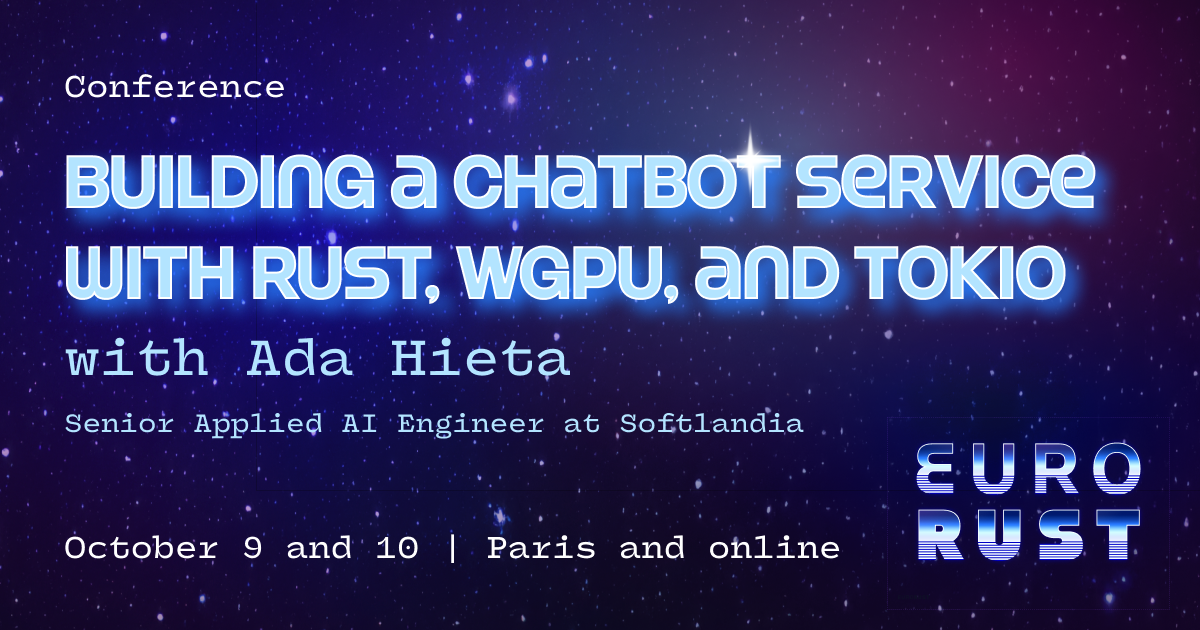 Conference
BUILDING a CHaTBOT SeRVICe
WITH RUST, WGPU, aND TOKIO
with Ada Hieta
Senior Applied AI Engineer at Softlandia
October 9 and 10 | Paris and online
EURO
RUST